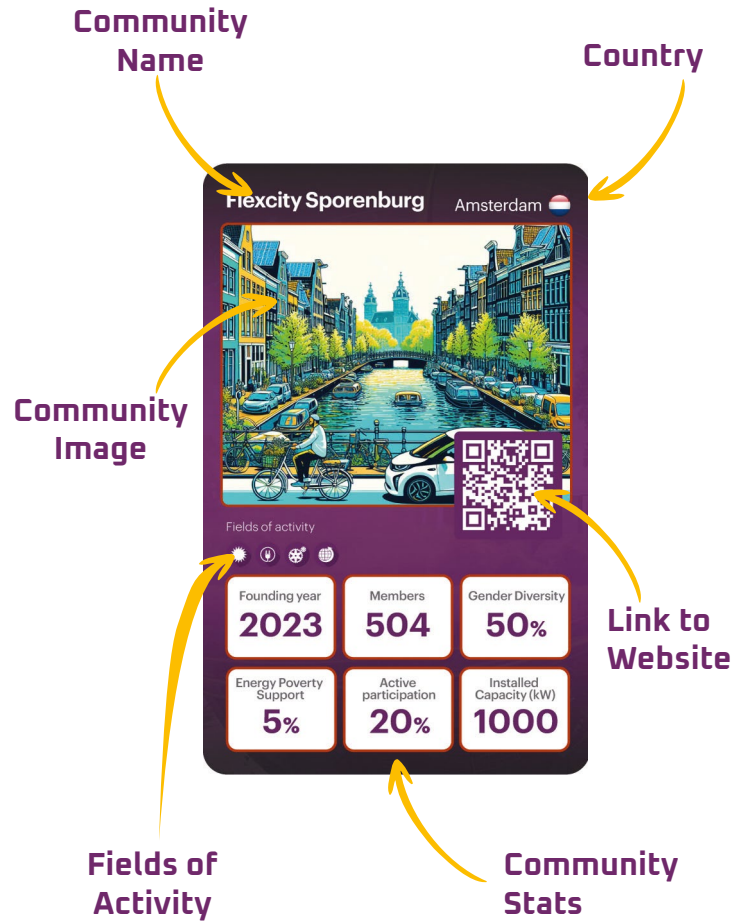 Community
Name
Country
Flexcity Sporenburg
Amsterdam
Community
Image
Fields of activity
Founding year
2023
Members
504
Gender Diversity
50%
Link to
Website
Energy Poverty
Support
5%
Active
participation
20%
Installed
Capacity (kW)
1000
Fields of
Activity
Community
Stats